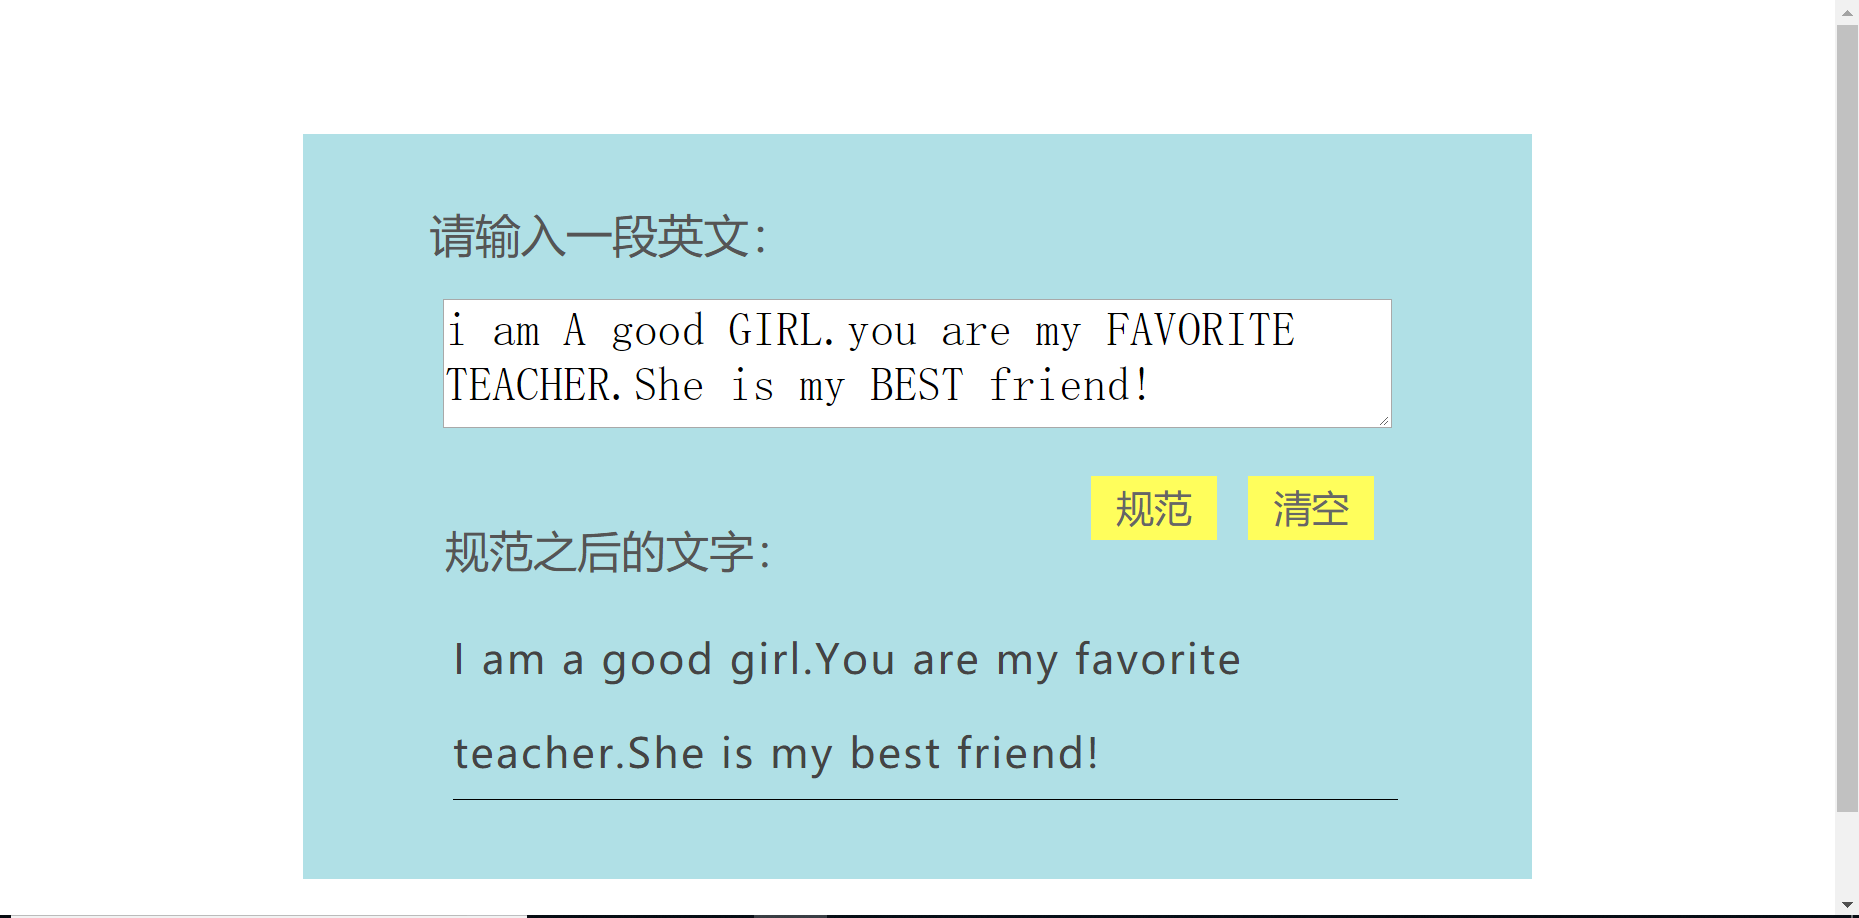 请输入一段英文：
i am A good GIRL.you are my FAVORITE
TEACHER.She is my BEST friend!
规范 清空
规范之后的文字：
I am a good girl.You are my favorite
teacher.She is my best friend!